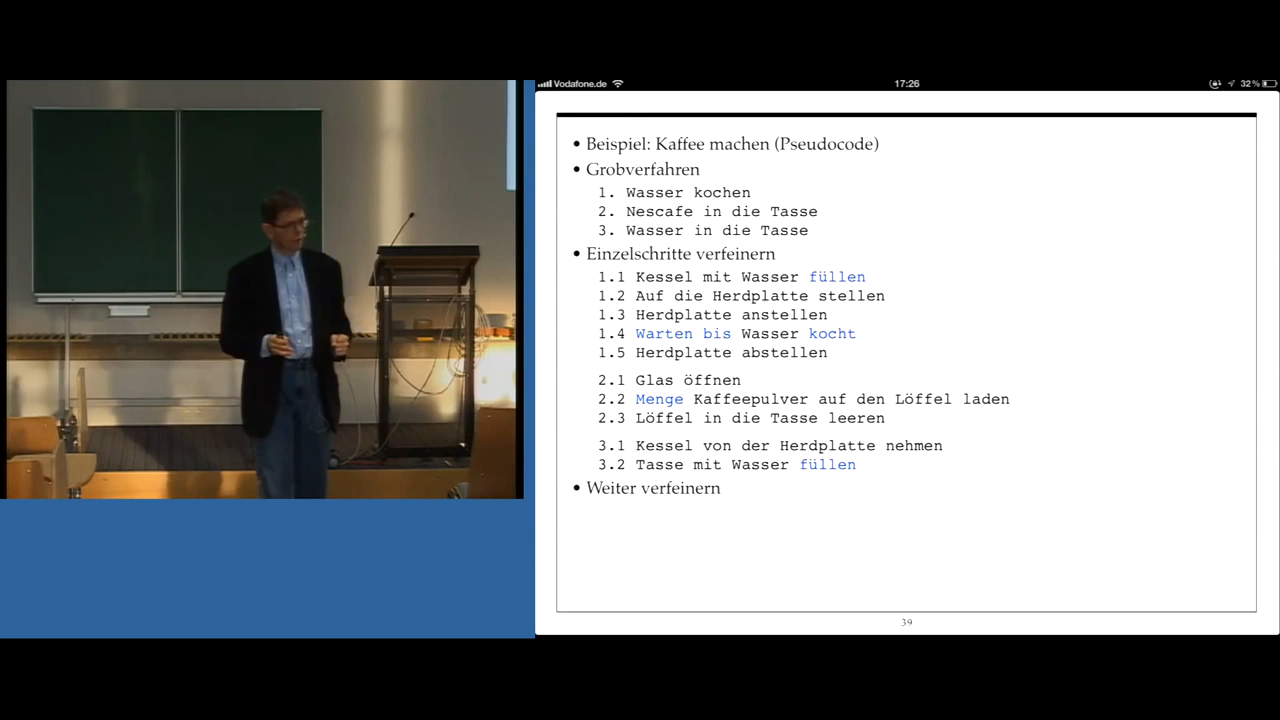 Vodafone.de
17:26
32%
• Beispiel: Kaffee machen (Pseudocode)
• Grobverfahren
1. Wasser kochen
2. Nescafe in die Tasse
3. Wasser in die Tasse
• Einzelschritte verfeinern
1.1 Kessel mit Wasser füllen
1.2 Auf die Herdplatte stellen
1.3 Herdplatte anstellen
1.4 Warten bis Wasser kocht
1.5 Herdplatte abstellen
2.1 Glas öffnen
2.2 Menge Kaffeepulver auf den Löffel laden
2.3 Löffel in die Tasse leeren
3.1 Kessel von der Herdplatte nehmen
3.2 Tasse mit Wasser füllen
• Weiter verfeinern
39